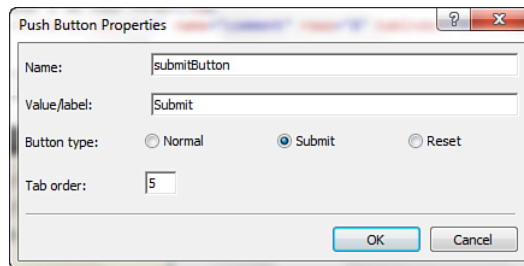 Push Button Properties
Name: submitButton
Value/label: Submit
Button type: Normal Submit Reset
Tab order: 5
OK Cancel